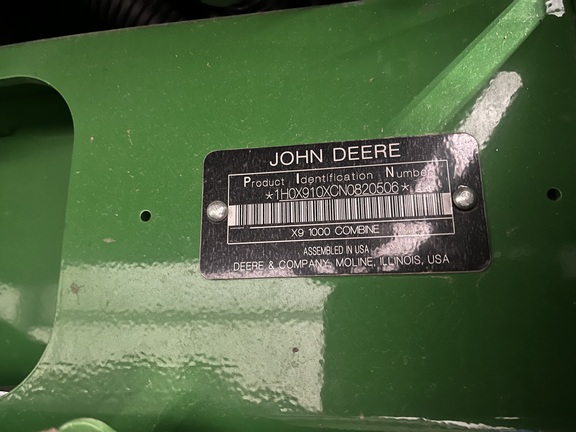 JOHN DEERE
Product Identification Number
*1H0X910XCN0820506*
X9 1000 COMBINE
ASSEMBLED IN USA
DEERE & COMPANY MOLINE, ILLINOIS, USA